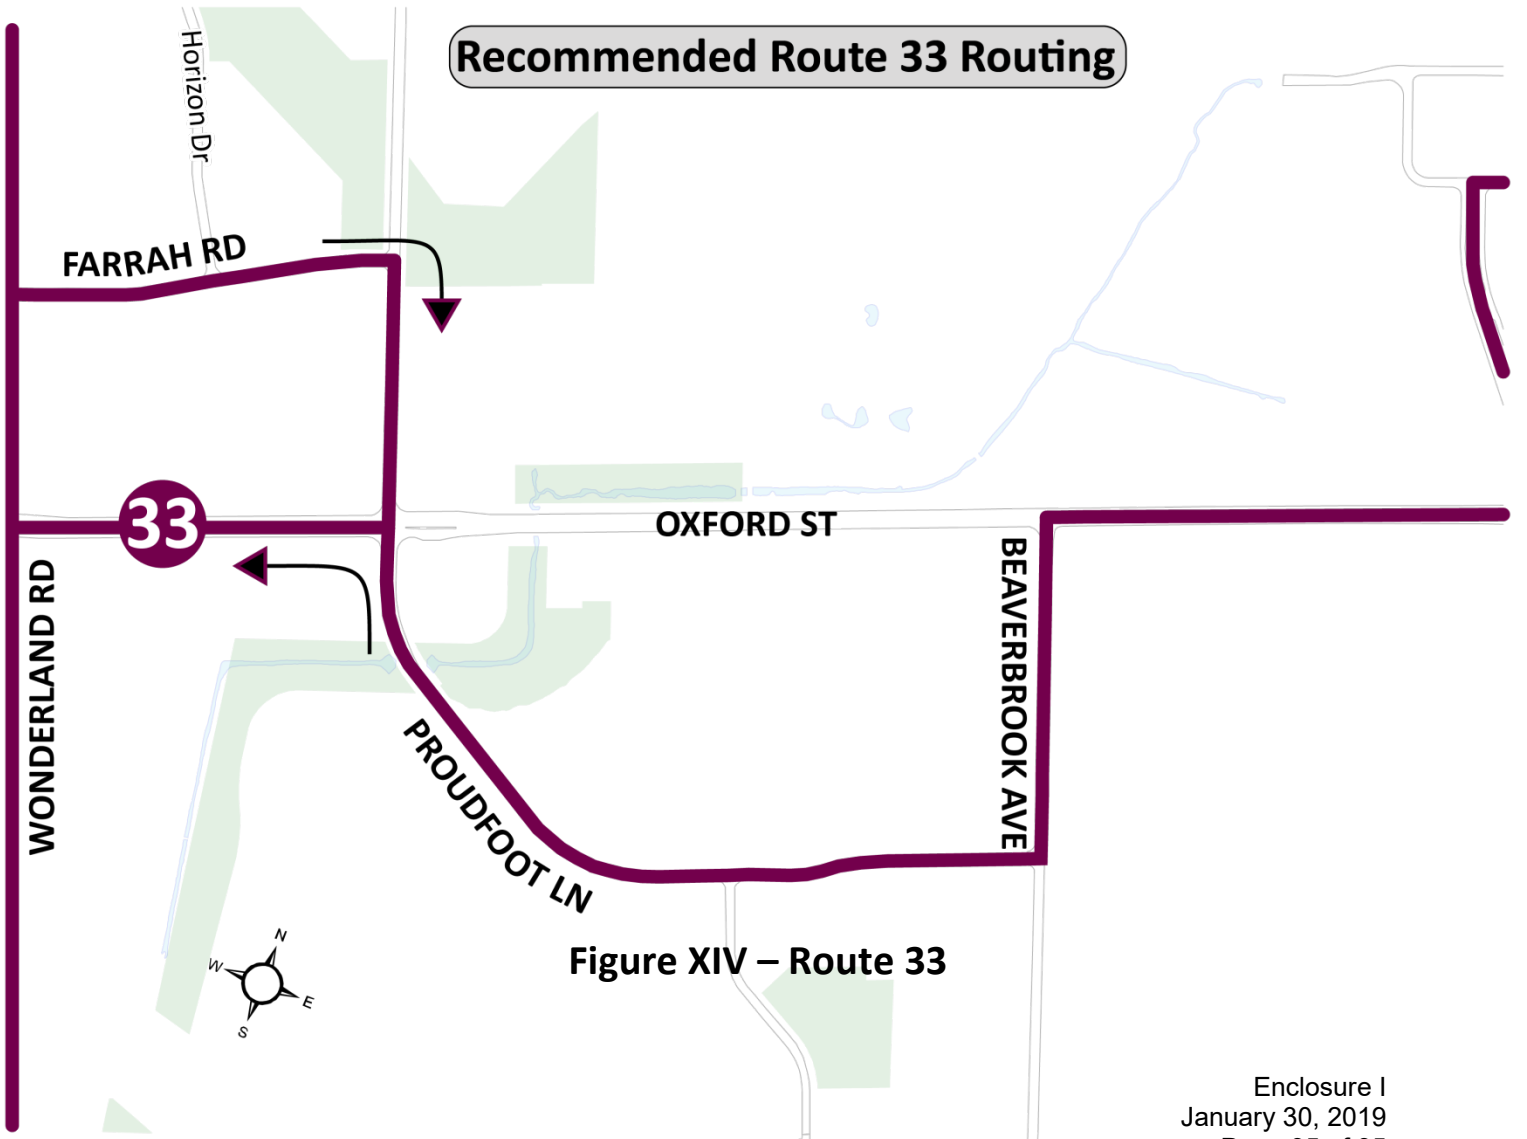 Recommended Route 33 Routing
Horizon Dr
FARRAH RD
33
OXFORD ST
WONDERLAND RD
BEAVERBROOK AVE
PROUDFOOT LN
N
W
E
S
Figure XIV – Route 33
Enclosure I
January 30, 2019